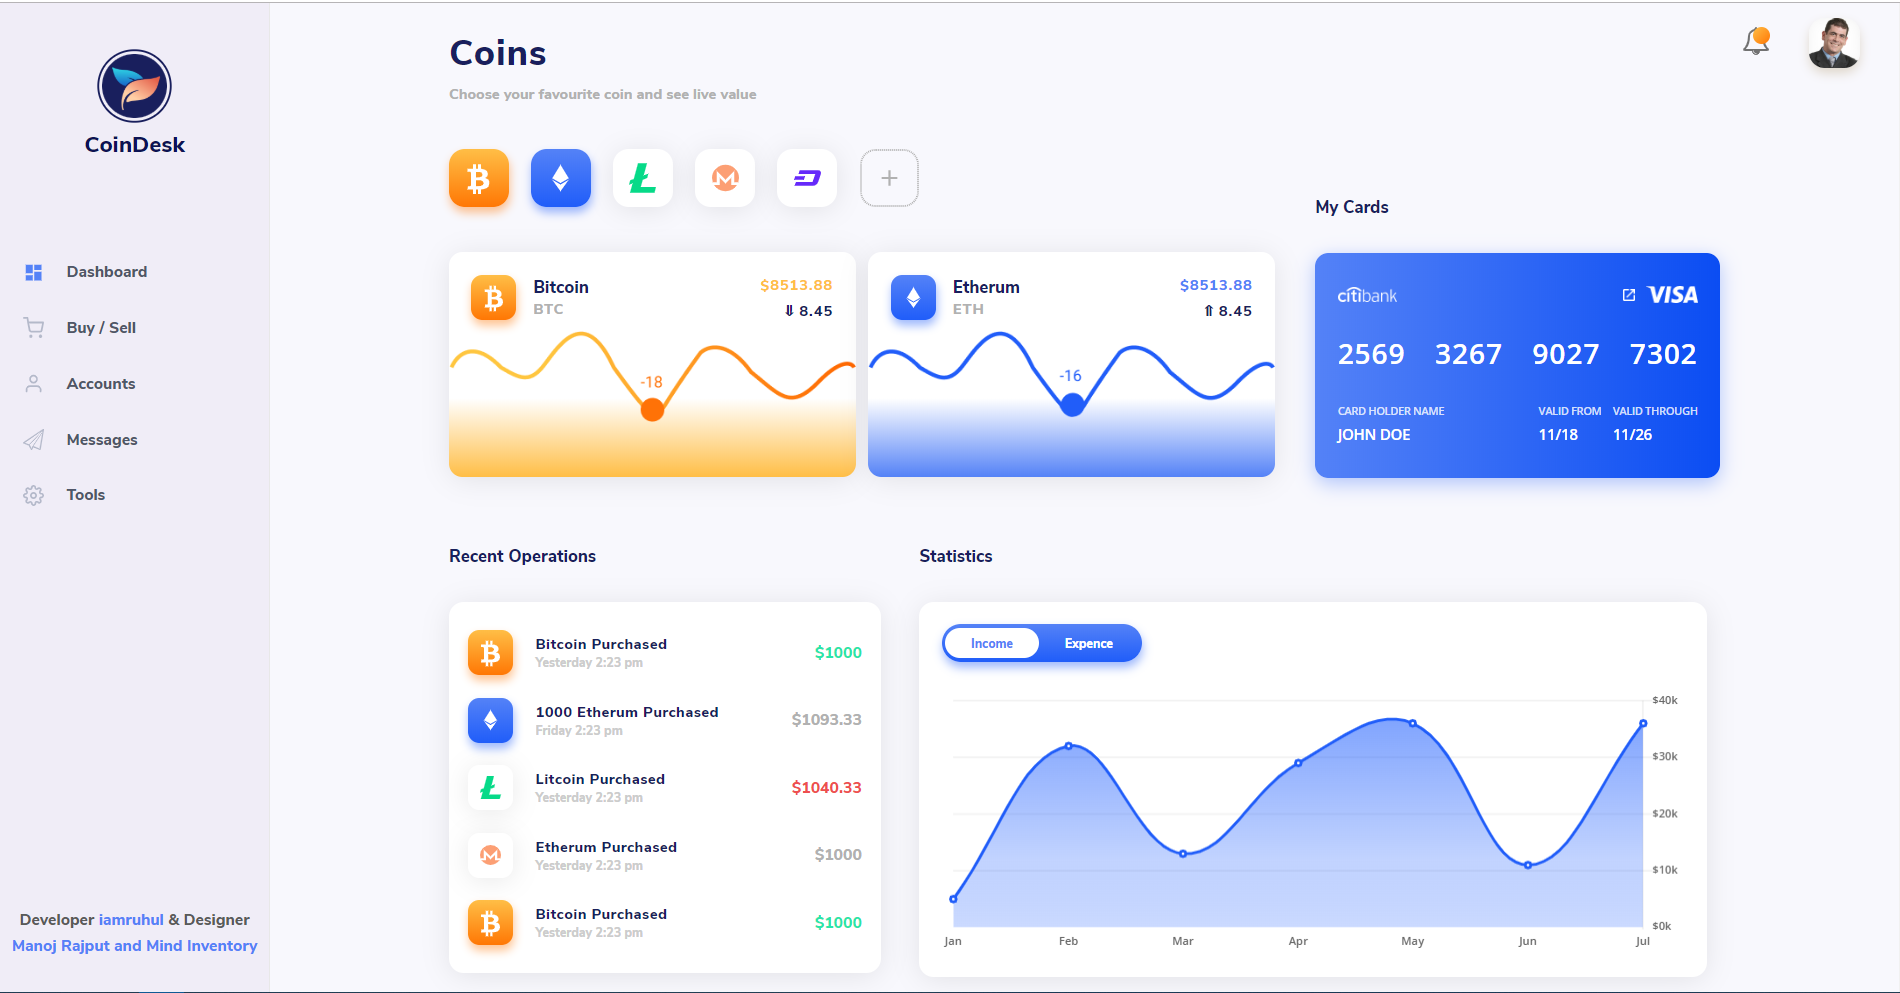 CoinDesk
Dashboard
Buy / Sell
Accounts
Messages
Tools
Developer iamruhul & Designer
Manoj Rajput and Mind Inventory
Coins
Choose your favourite coin and see live value
Bitcoin
BTC
$8513.88
⇓ 8.45
-18
Etherum
ETH
$8513.88
⇑ 8.45
-16
My Cards
citibank
VISA
2569 3267 9027 7302
CARD HOLDER NAME VALID FROM VALID THROUGH
JOHN DOE 11/18 11/26
Recent Operations
Bitcoin Purchased
Yesterday 2:23 pm
$1000
1000 Etherum Purchased
Friday 2:23 pm
$1093.33
Litcoin Purchased
Yesterday 2:23 pm
$1040.33
Etherum Purchased
Yesterday 2:23 pm
$1000
Bitcoin Purchased
Yesterday 2:23 pm
$1000
Statistics
Income Expence
$40k
$30k
$20k
$10k
$0k
Jan Feb Mar Apr May Jun Jul